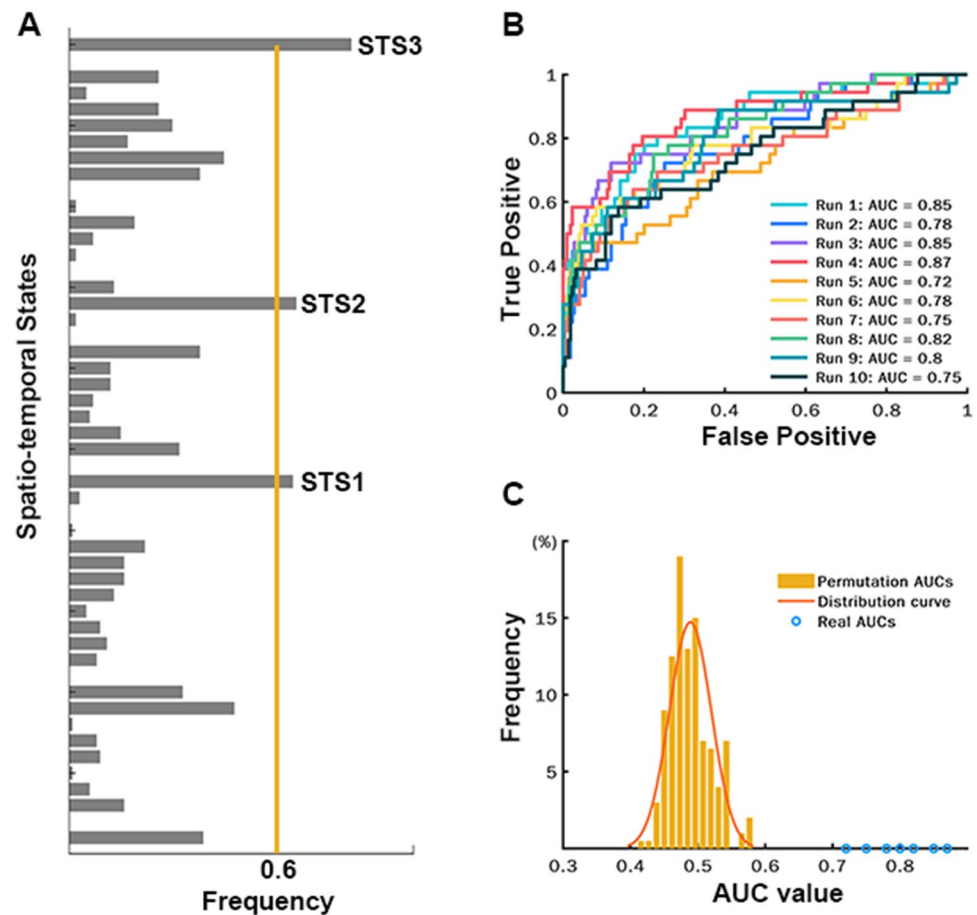 A
STS3
STS2
STS1
Spatio-temporal States
0.6
Frequency
B
1
0.8
0.6
0.4
0.2
0
True Positive
Run 1: AUC = 0.85
Run 2: AUC = 0.78
Run 3: AUC = 0.85
Run 4: AUC = 0.87
Run 5: AUC = 0.72
Run 6: AUC = 0.78
Run 7: AUC = 0.75
Run 8: AUC = 0.82
Run 9: AUC = 0.8
Run 10: AUC = 0.75
0 0.2 0.4 0.6 0.8 1
False Positive
C
(%)
15
10
5
Frequency
Permutation AUCs
Distribution curve
Real AUCs
0.3 0.4 0.5 0.6 0.7 0.8
AUC value